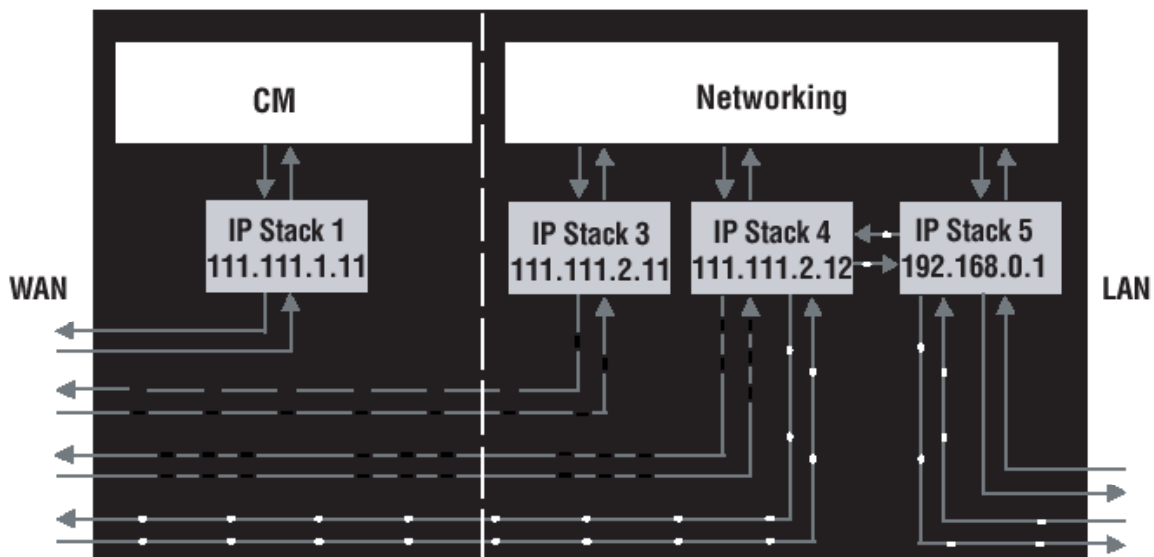 CM
Networking
IP Stack 1
111.111.1.11
IP Stack 3
111.111.2.11
IP Stack 4
111.111.2.12
IP Stack 5
192.168.0.1
WAN
LAN